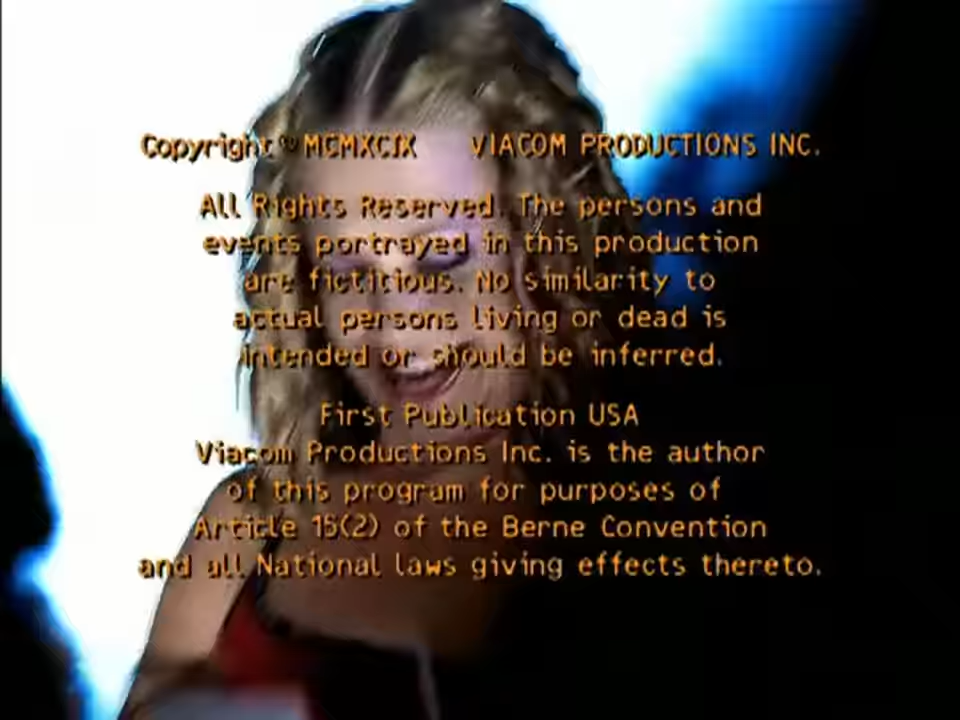 Copyright © MCMXCIX VIACOM PRODUCTIONS INC.
All Rights Reserved. The persons and
events portrayed in this production
are fictitious. No similarity to
actual persons living or dead is
intended or should be inferred.
First Publication USA
Viacom Productions Inc. is the author
of this program for purposes of
Article 15(2) of the Berne Convention
and all National laws giving effects thereto.